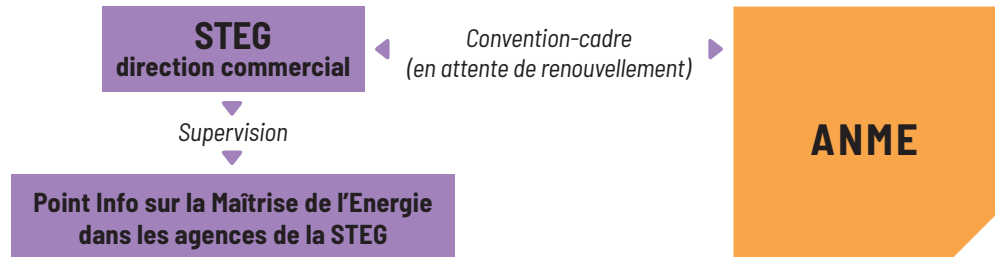 STEG
direction commercial
Convention-cadre
(en attente de renouvellement)
ANME
Supervision
Point Info sur la Maîtrise de l'Energie
dans les agences de la STEG